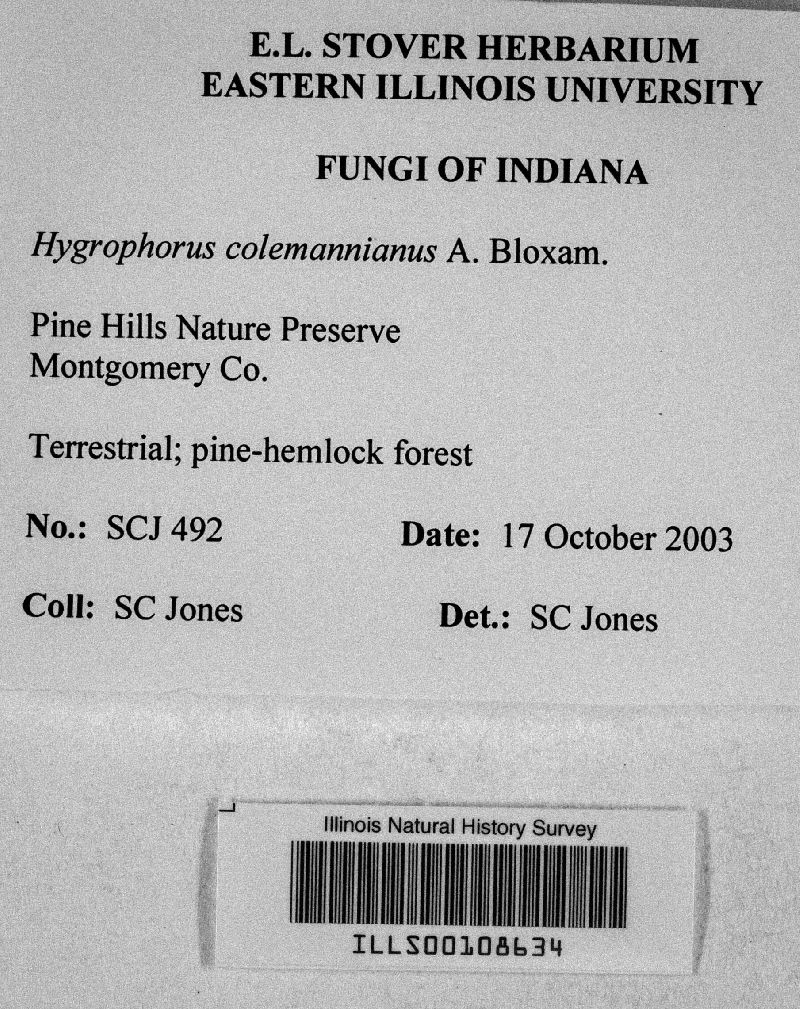 E.L. STOVER HERBARIUM
EASTERN ILLINOIS UNIVERSITY
FUNGI OF INDIANA
Hygrophorus colemannianus A. Bloxam.
Pine Hills Nature Preserve
Montgomery Co.
Terrestrial; pine-hemlock forest
No.: SCJ 492 Date: 17 October 2003
Coll: SC Jones Det.: SC Jones
Illinois Natural History Survey
ILLS00108634